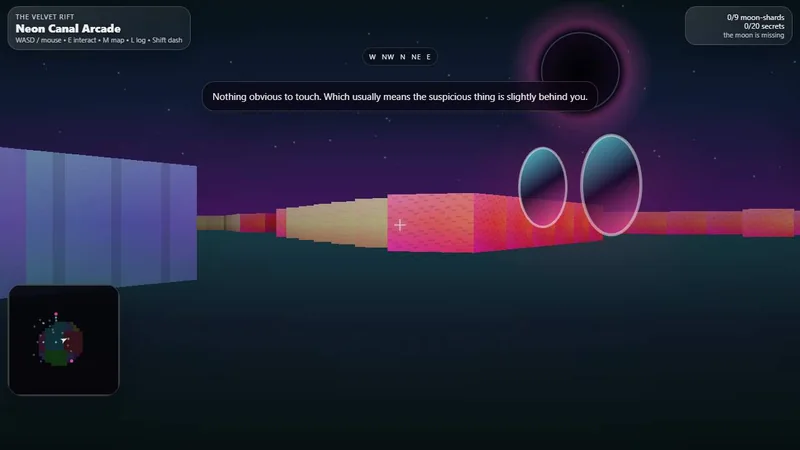 THE VELVET RIFT
Neon Canal Arcade
WASD / mouse • E interact • M map • L log • Shift dash
0/9 moon-shards
0/20 secrets
the moon is missing
W NW N NE E
Nothing obvious to touch. Which usually means the suspicious thing is slightly behind you.